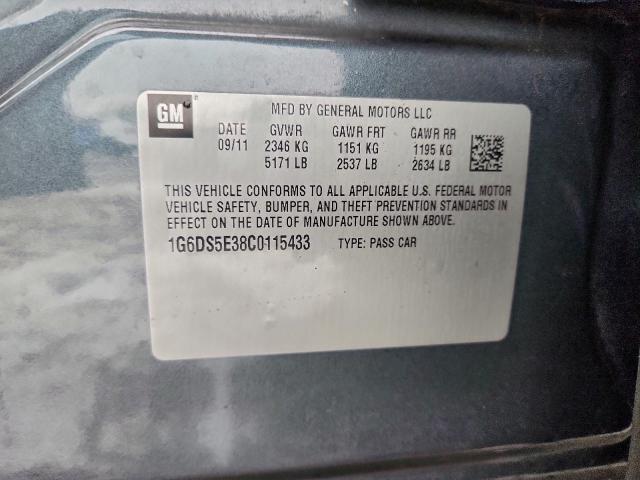 GM
MFD BY GENERAL MOTORS LLC
DATE GVWR GAWR FRT GAWR RR
09/11 2346 KG 1151 KG 1195 KG
5171 LB 2537 LB 2634 LB
THIS VEHICLE CONFORMS TO ALL APPLICABLE U.S. FEDERAL MOTOR
VEHICLE SAFETY, BUMPER, AND THEFT PREVENTION STANDARDS IN
EFFECT ON THE DATE OF MANUFACTURE SHOWN ABOVE.
1G6DS5E38C0115433 TYPE: PASS CAR